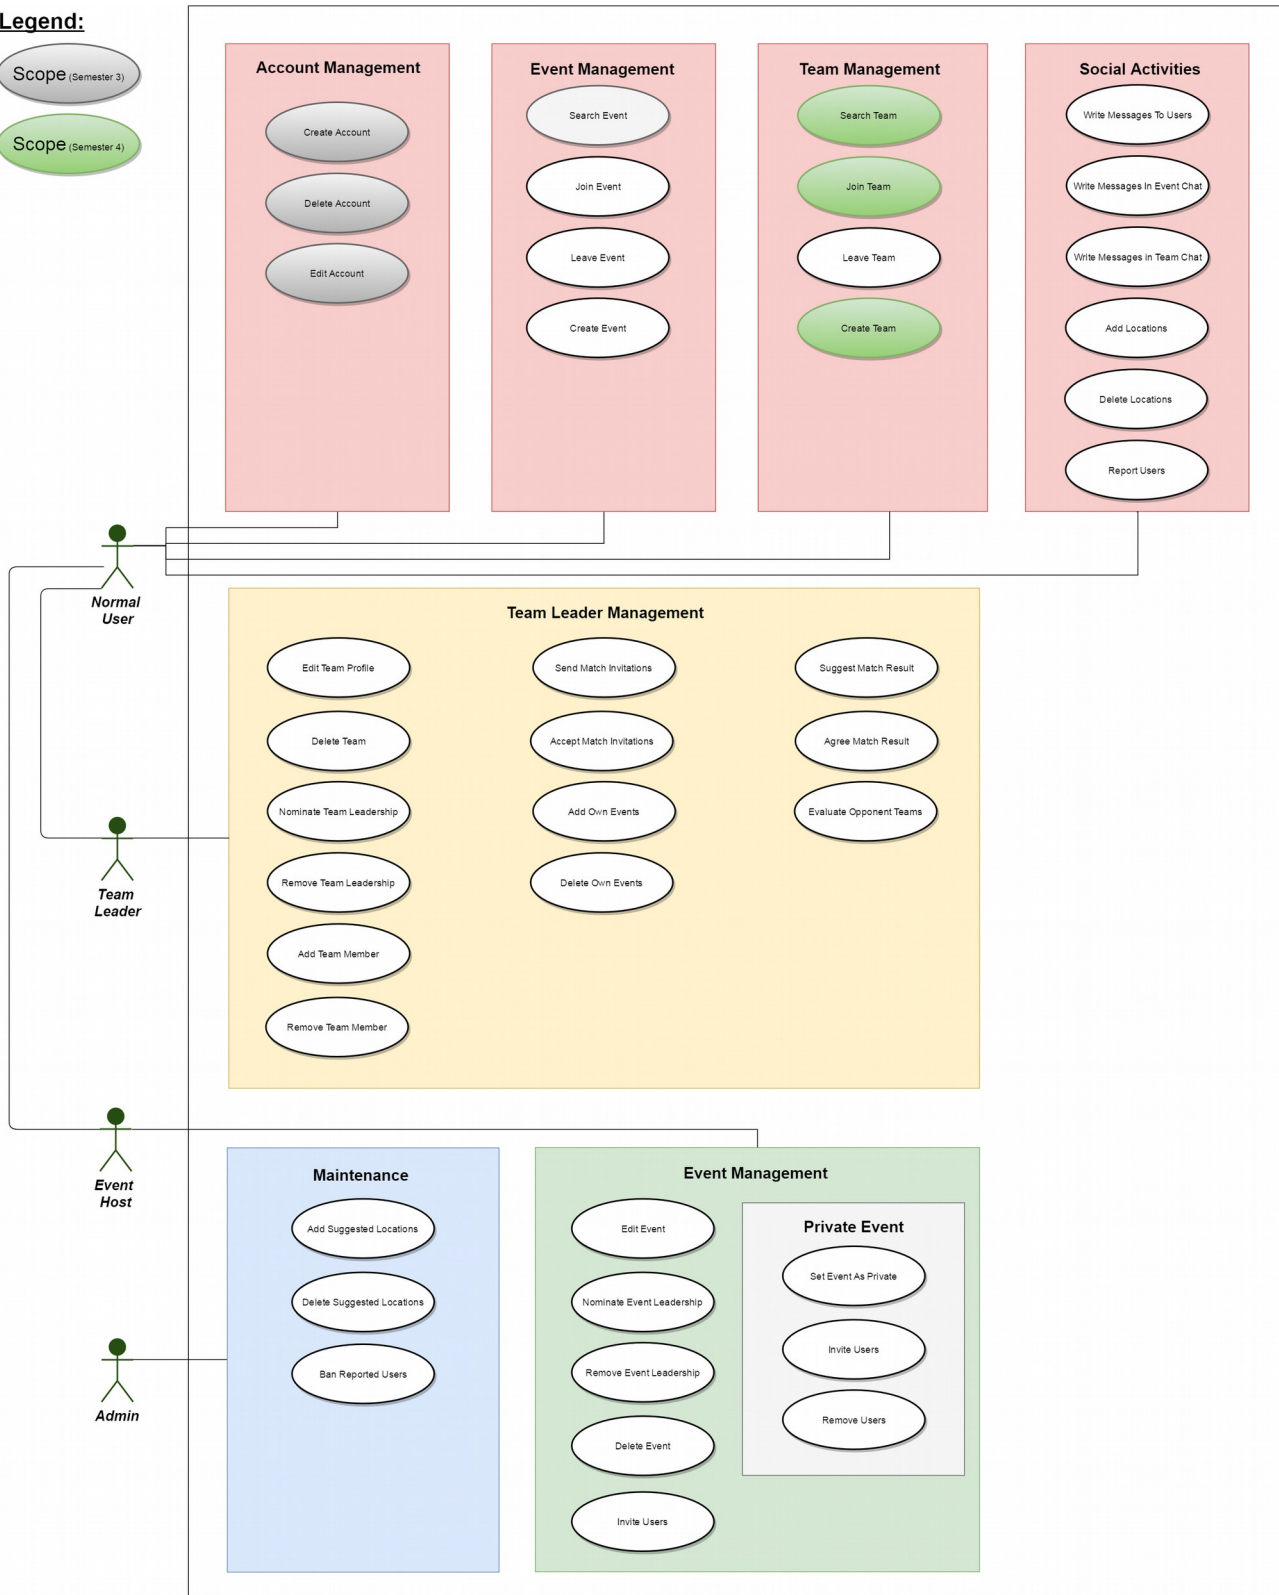 Legend:
Scope (Semester 3)
Scope (Semester 4)
Account Management
Create Account
Delete Account
Edit Account
Event Management
Search Event
Join Event
Leave Event
Create Event
Team Management
Search Team
Join Team
Leave Team
Create Team
Social Activities
Write Messages To Users
Write Messages In Event Chat
Write Messages in Team Chat
Add Locations
Delete Locations
Report Users
Normal
User
Team Leader Management
Edit Team Profile
Delete Team
Nominate Team Leadership
Remove Team Leadership
Add Team Member
Remove Team Member
Send Match Invitations
Accept Match Invitations
Add Own Events
Delete Own Events
Suggest Match Result
Agree Match Result
Evaluate Opponent Teams
Team
Leader
Event
Host
Maintenance
Add Suggested Locations
Delete Suggested Locations
Ban Reported Users
Event Management
Edit Event
Nominate Event Leadership
Remove Event Leadership
Delete Event
Invite Users
Private Event
Set Event As Private
Invite Users
Remove Users
Admin